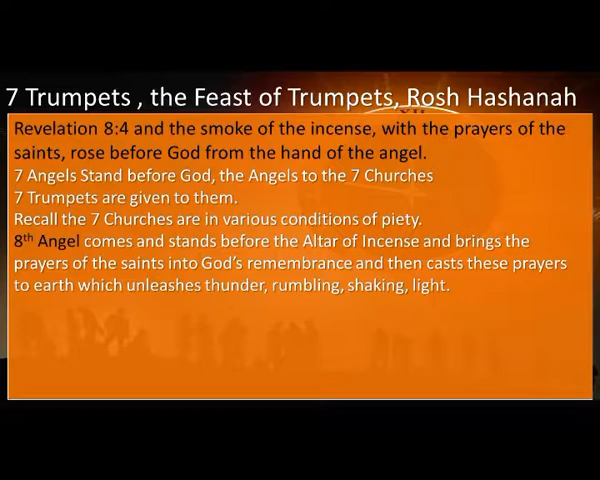 7 Trumpets , the Feast of Trumpets, Rosh Hashanah
XII
Revelation 8:4 and the smoke of the incense, with the prayers of the
saints, rose before God from the hand of the angel.
7 Angels Stand before God, the Angels to the 7 Churches
7 Trumpets are given to them.
Recall the 7 Churches are in various conditions of piety.
8th Angel comes and stands before the Altar of Incense and brings the
prayers of the saints into God's remembrance and then casts these prayers
to earth which unleashes thunder, rumbling, shaking, light.